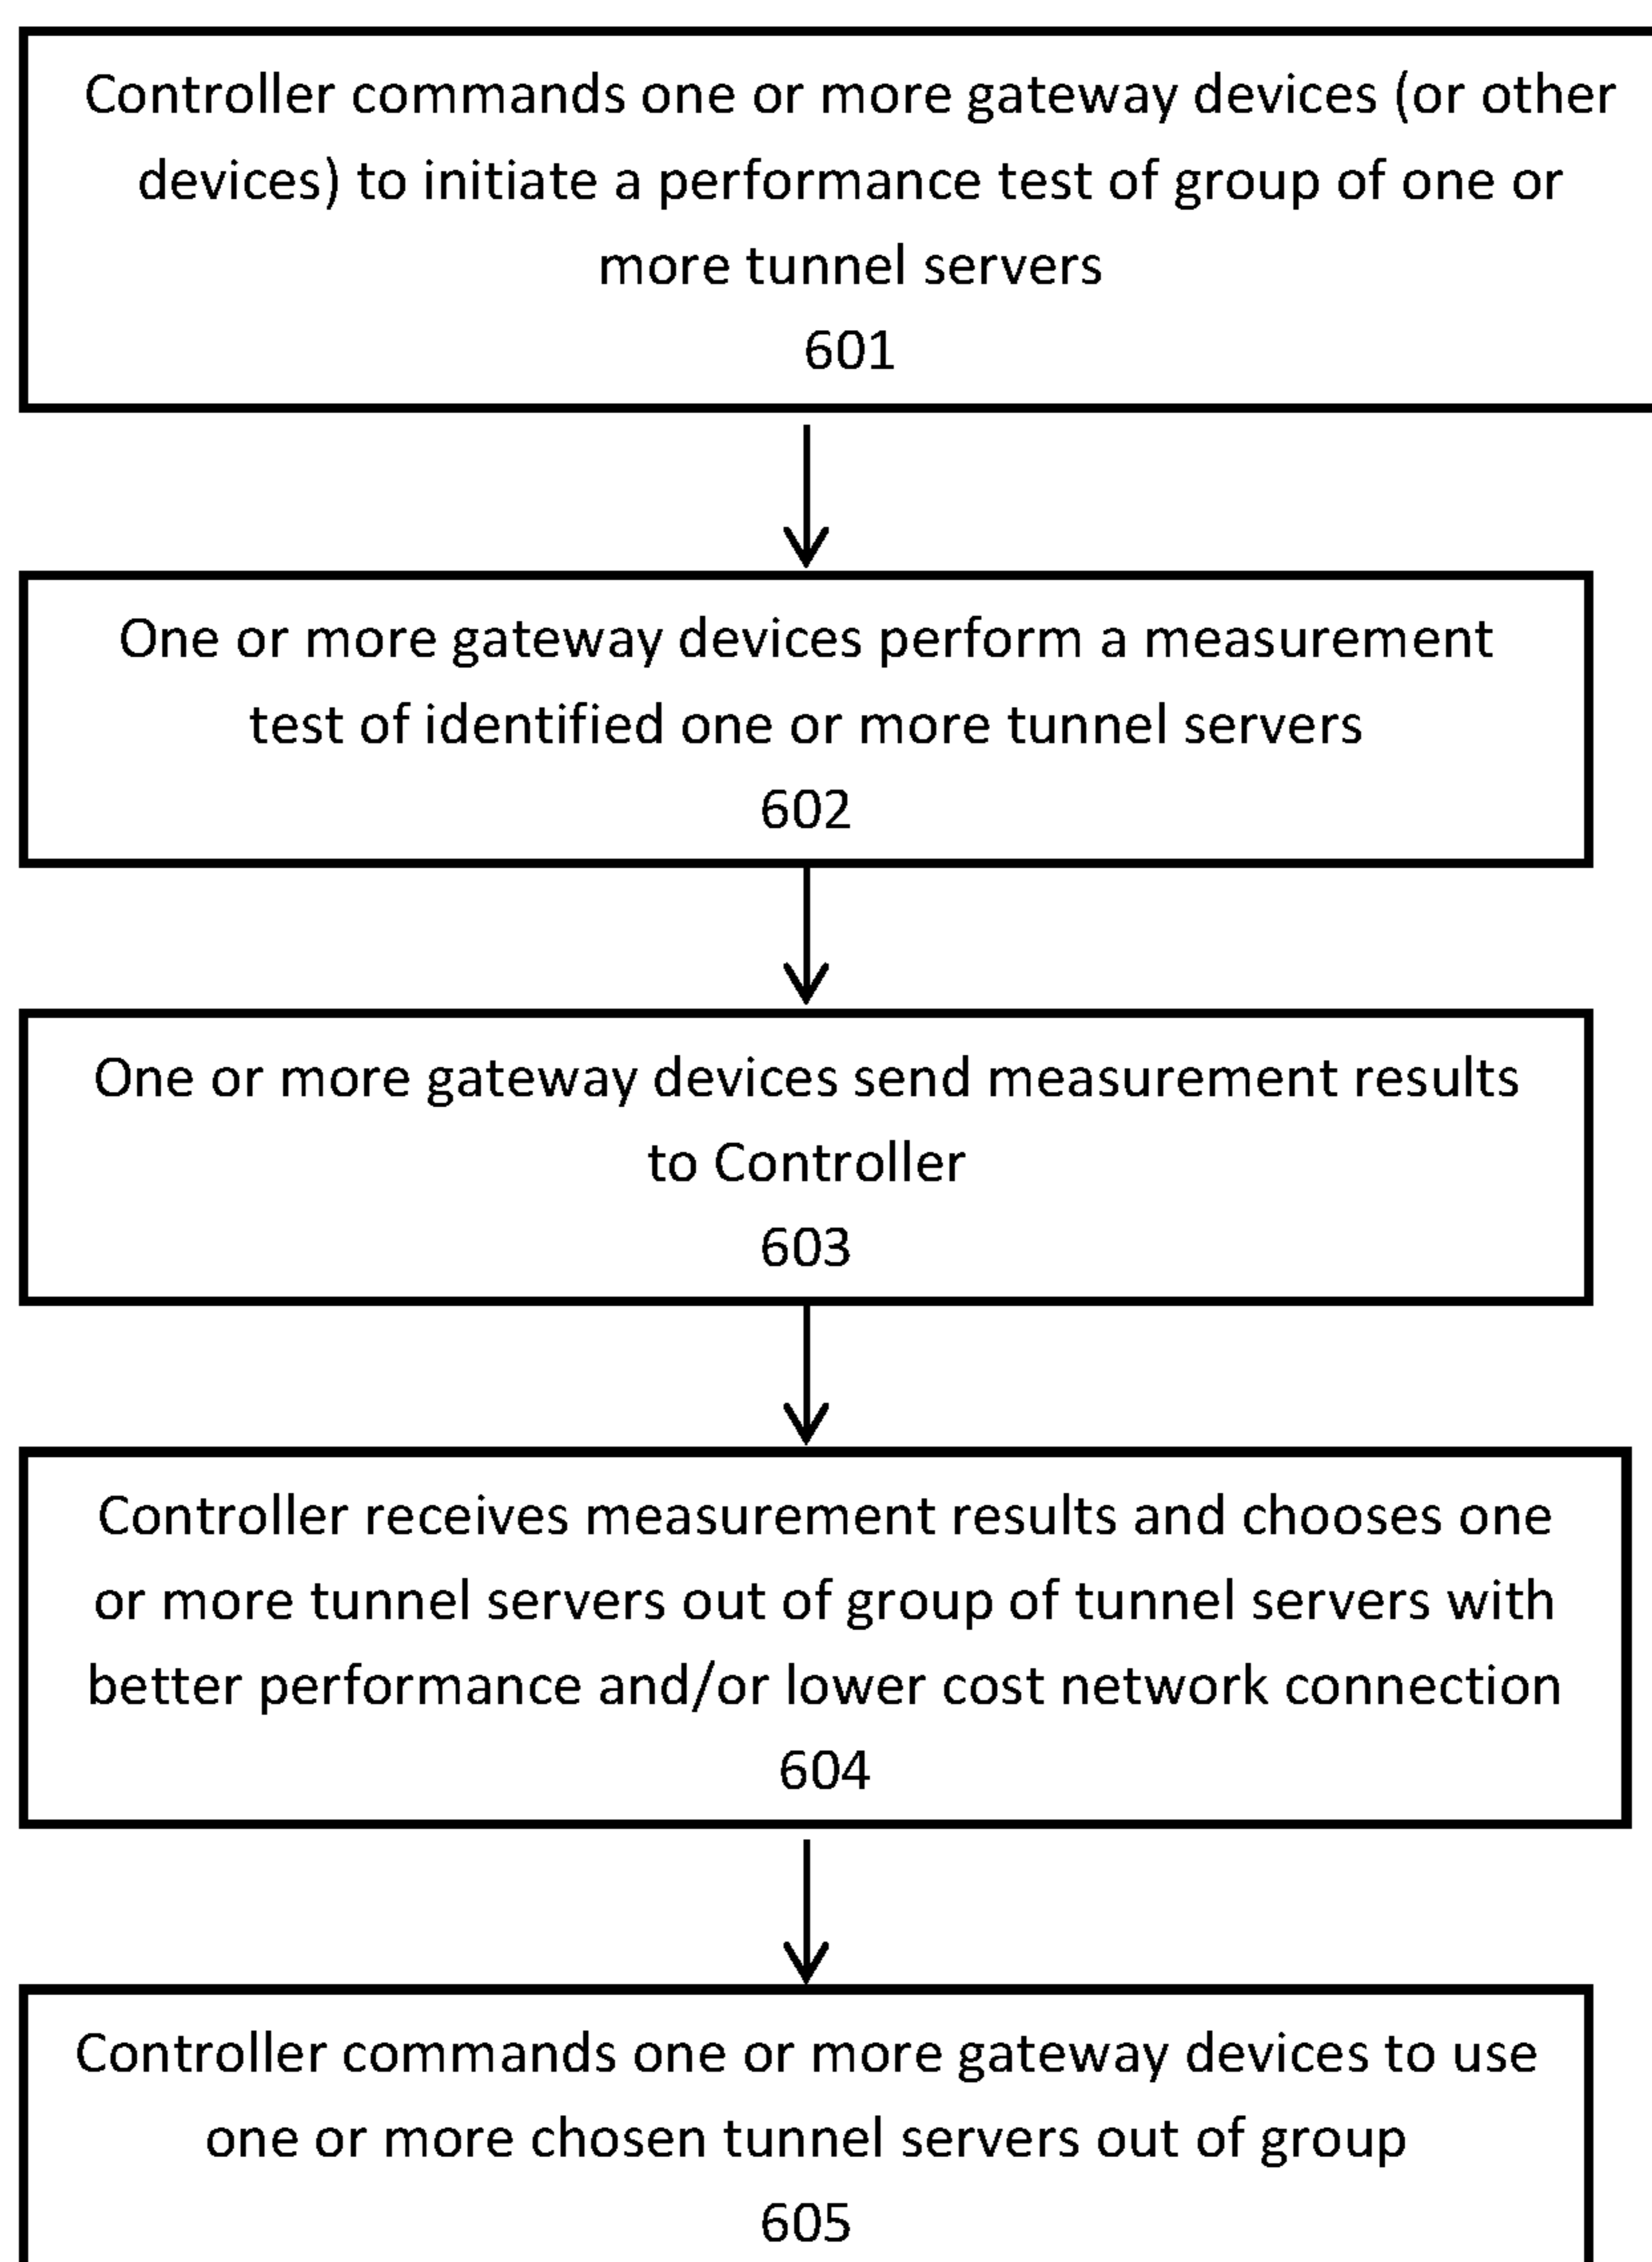 Controller commands one or more gateway devices (or other
devices) to initiate a performance test of group of one or
more tunnel servers
601
One or more gateway devices perform a measurement
test of identified one or more tunnel servers
602
One or more gateway devices send measurement results
to Controller
603
Controller receives measurement results and chooses one
or more tunnel servers out of group of tunnel servers with
better performance and/or lower cost network connection
604
Controller commands one or more gateway devices to use
one or more chosen tunnel servers out of group
605